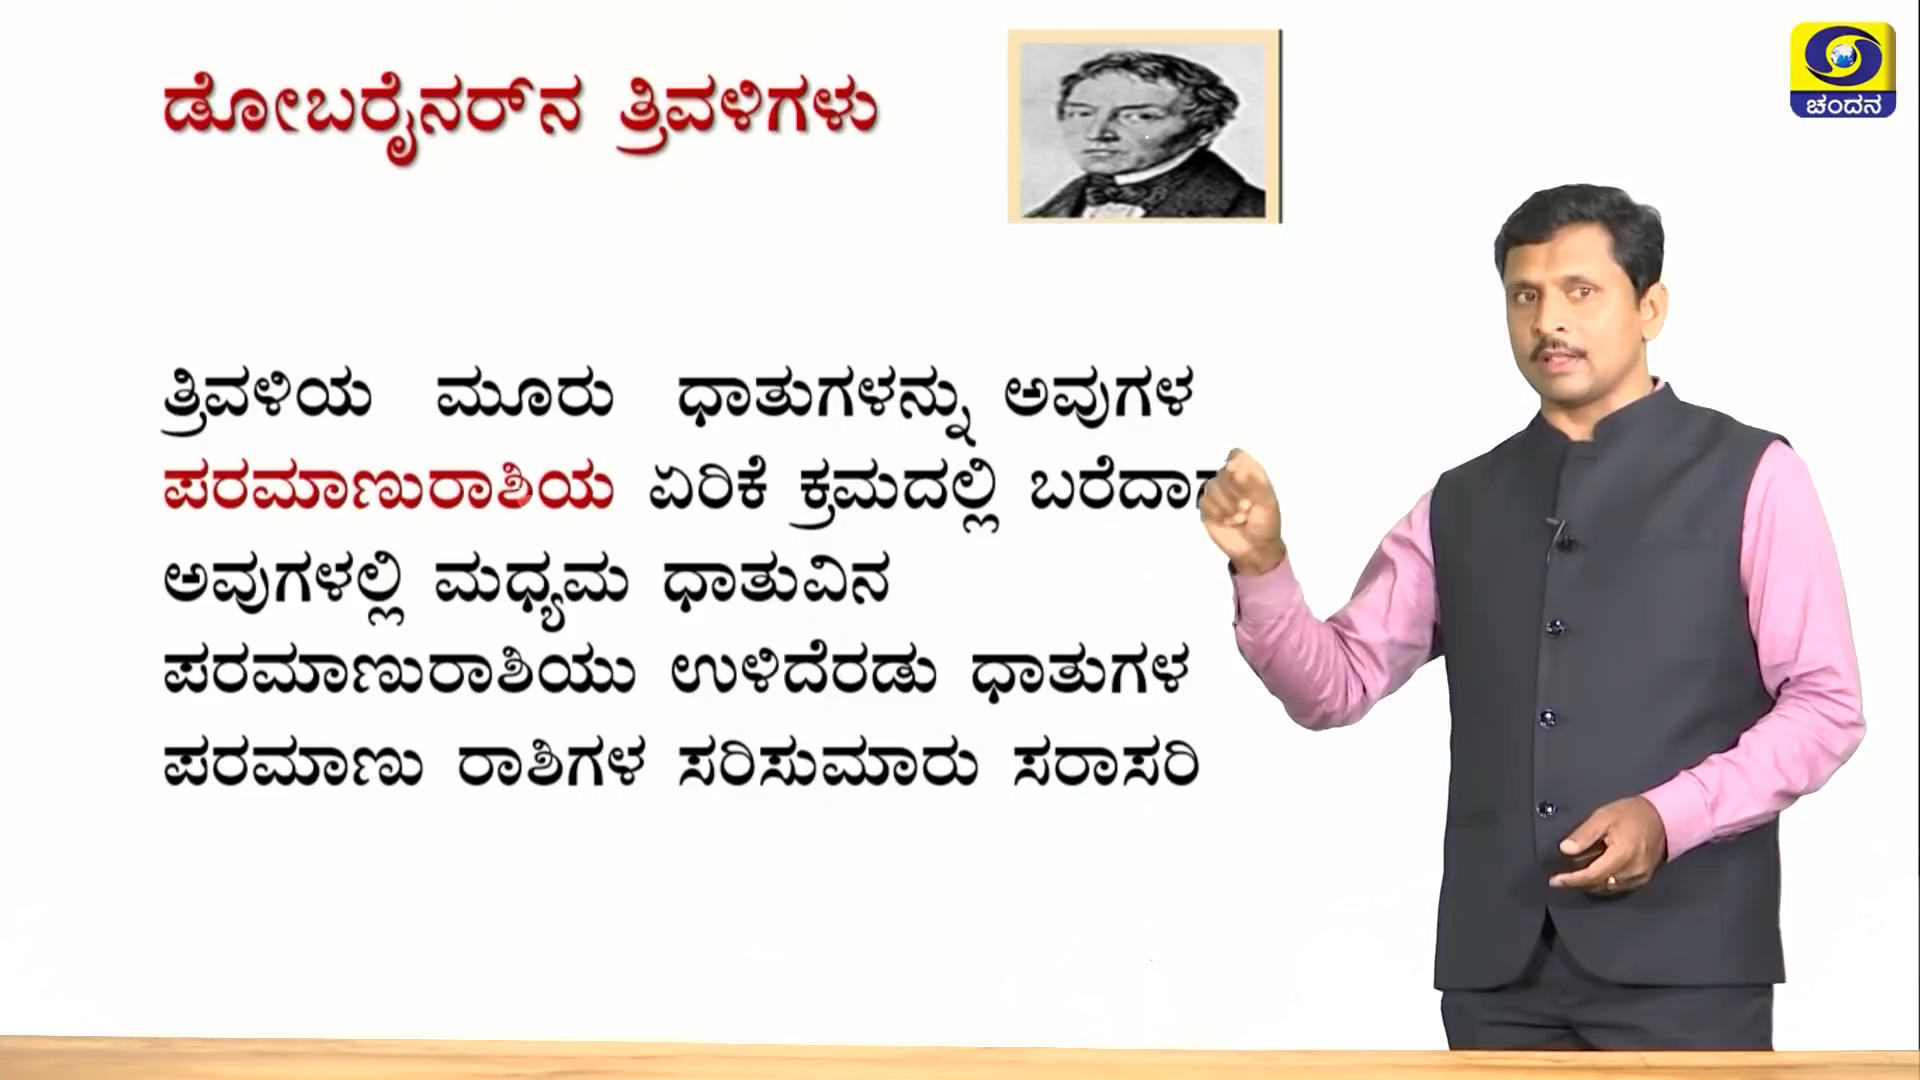 ಡೋಬರೈನರ್‌ನ ತ್ರಿವಳಿಗಳು
ಚಂದನ
ತ್ರಿವಳಿಯ ಮೂರು ಧಾತುಗಳನ್ನು ಅವುಗಳ
ಪರಮಾಣುರಾಶಿಯ ಏರಿಕೆ ಕ್ರಮದಲ್ಲಿ
ಅವುಗಳಲ್ಲಿ ಮಧ್ಯಮ ಧಾತುವಿನ
ಪರಮಾಣುರಾಶಿಯು ಉಳಿದೆರಡು ಧಾತುಗಳ
ಪರಮಾಣು ರಾಶಿಗಳ ಸರಿಸುಮಾರು ಸರಾಸರಿ